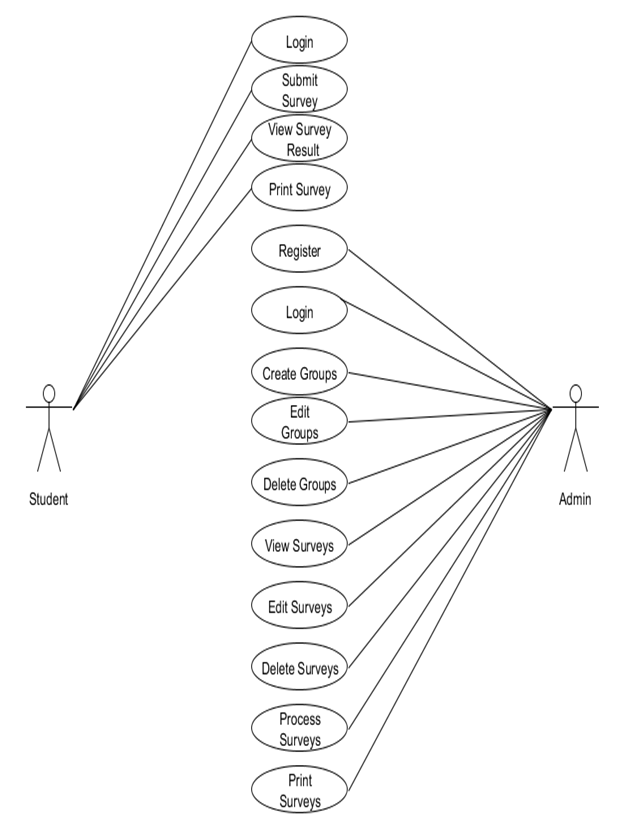 Login
Submit
Survey
View Survey
Result
Print Survey
Register
Login
Create Groups
Edit
Groups
Delete Groups
Student
Admin
View Surveys
Edit Surveys
Delete Surveys
Process
Surveys
Print
Surveys